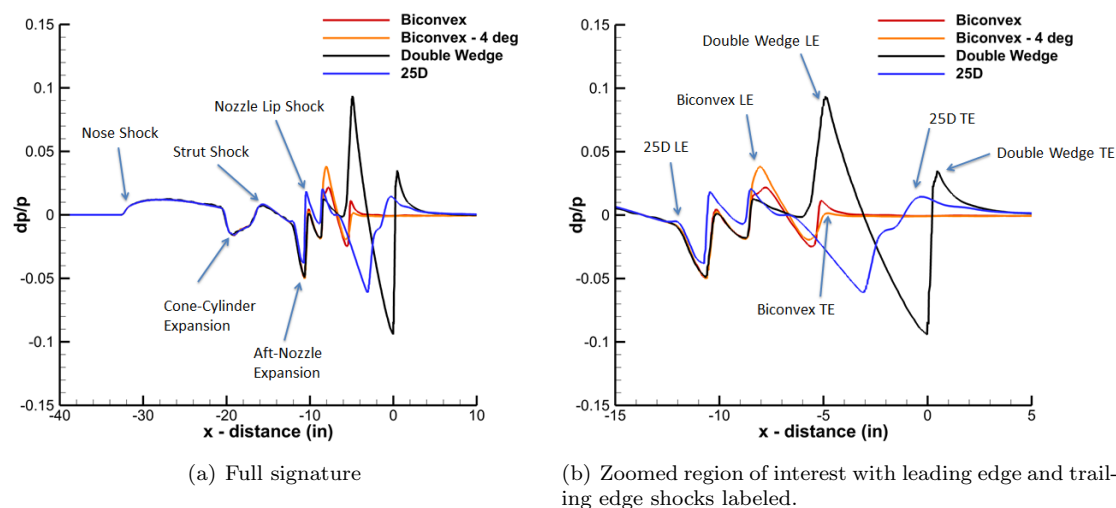 0.15
0.1
0.05
0
-0.05
-0.1
-0.15
dp/p
-40
-30
-20
-10
0
10
x - distance (in)
Biconvex
Biconvex - 4 deg
Double Wedge
25D
Nozzle Lip Shock
Nose Shock
Strut Shock
Cone-Cylinder
Expansion
Aft-Nozzle
Expansion
(a) Full signature
0.15
0.1
0.05
0
-0.05
-0.1
-0.15
dp/p
-15
-10
-5
0
5
x - distance (in)
Biconvex
Biconvex - 4 deg
Double Wedge
25D
Double Wedge LE
Biconvex LE
25D LE
25D TE
Double Wedge TE
Biconvex TE
(b) Zoomed region of interest with leading edge and trail-
ing edge shocks labeled.